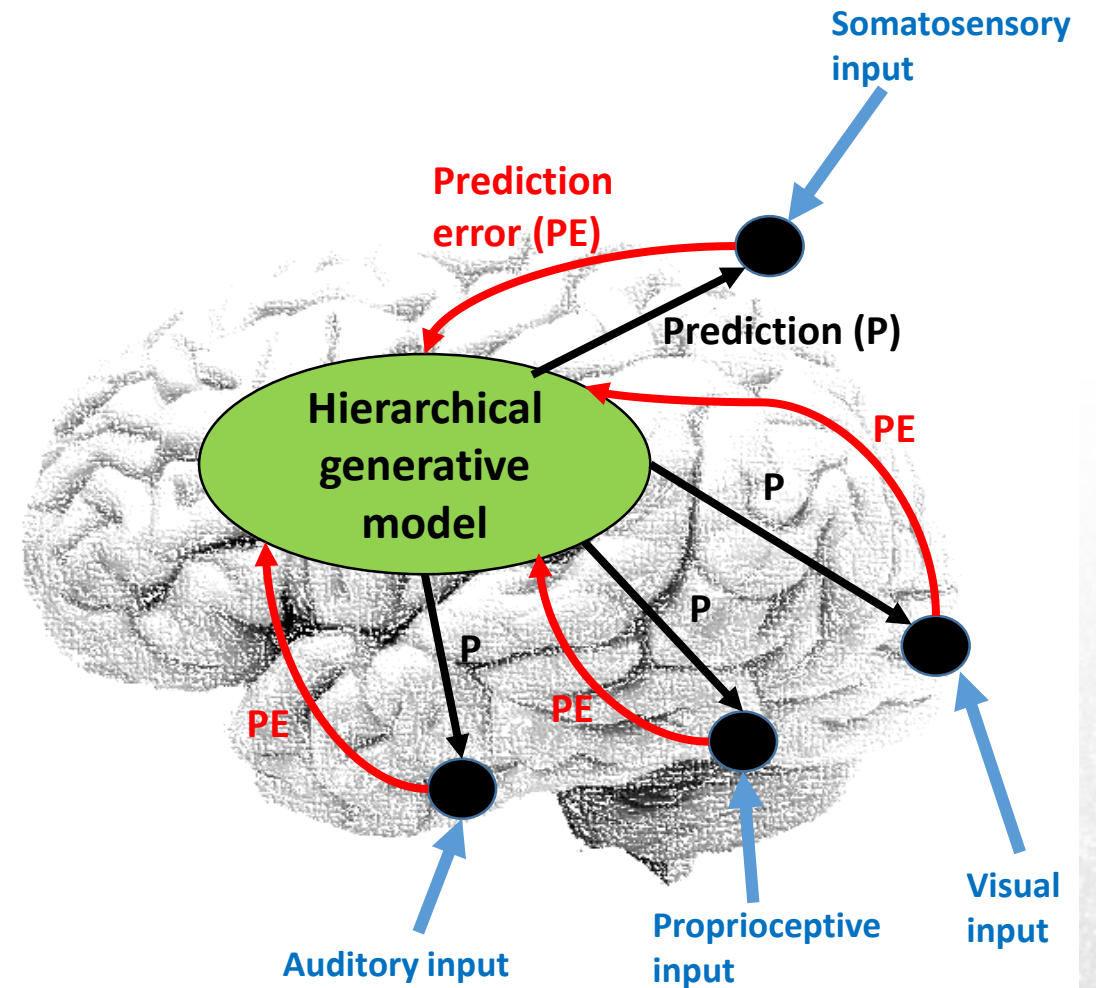 Somatosensory
input
Prediction
error (PE)
Prediction (P)
Hierarchical
generative
model
PE
P
P
P
PE
PE
Visual
input
Proprioceptive
input
Auditory input